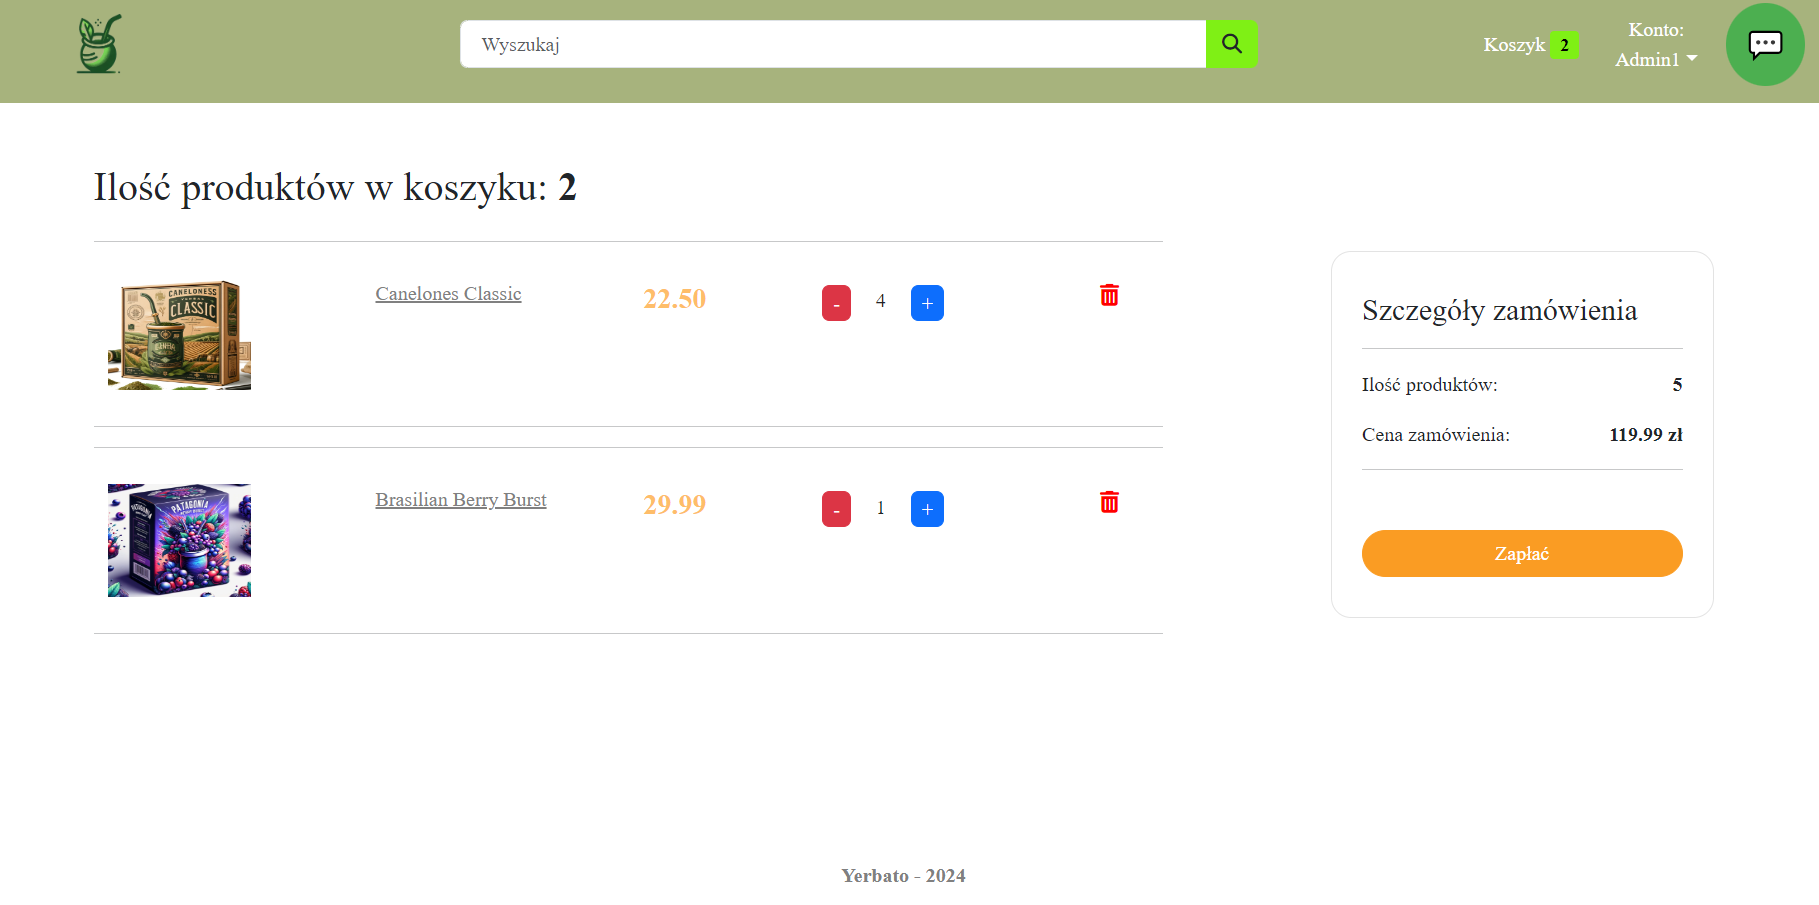 Wyszukaj
Koszyk 2
Konto:
Admin1
Ilość produktów w koszyku: 2
CANELONESS
CLASSIC
Canelones Classic
22.50
- 4 +
Szczegóły zamówienia
Ilość produktów: 5
Cena zamówienia: 119.99 zł
Zapłać
PATAGONIA
Brasilian Berry Burst
29.99
- 1 +
Yerbato - 2024